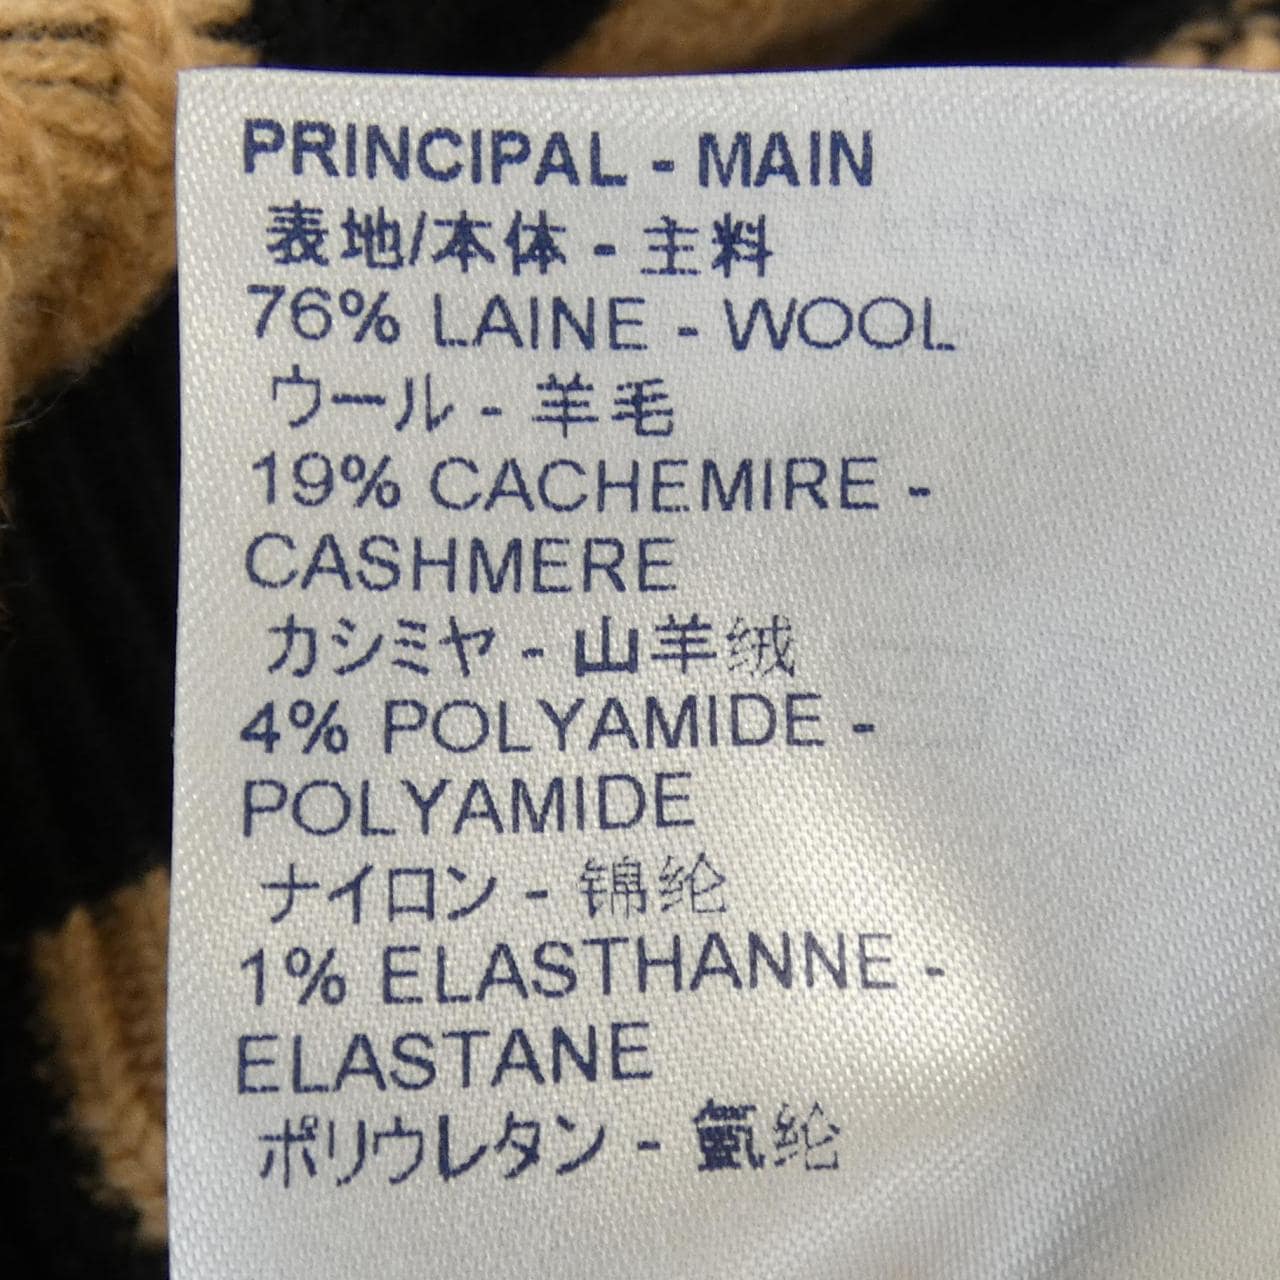 PRINCIPAL - MAIN
表地/本体 - 主料
76% LAINE - WOOL
ウール - 羊毛
19% CACHEMIRE -
CASHMERE
カシミヤ - 山羊绒
4% POLYAMIDE -
POLYAMIDE
ナイロン - 锦纶
1% ELASTHANNE -
ELASTANE
ポリウレタン - 氨纶